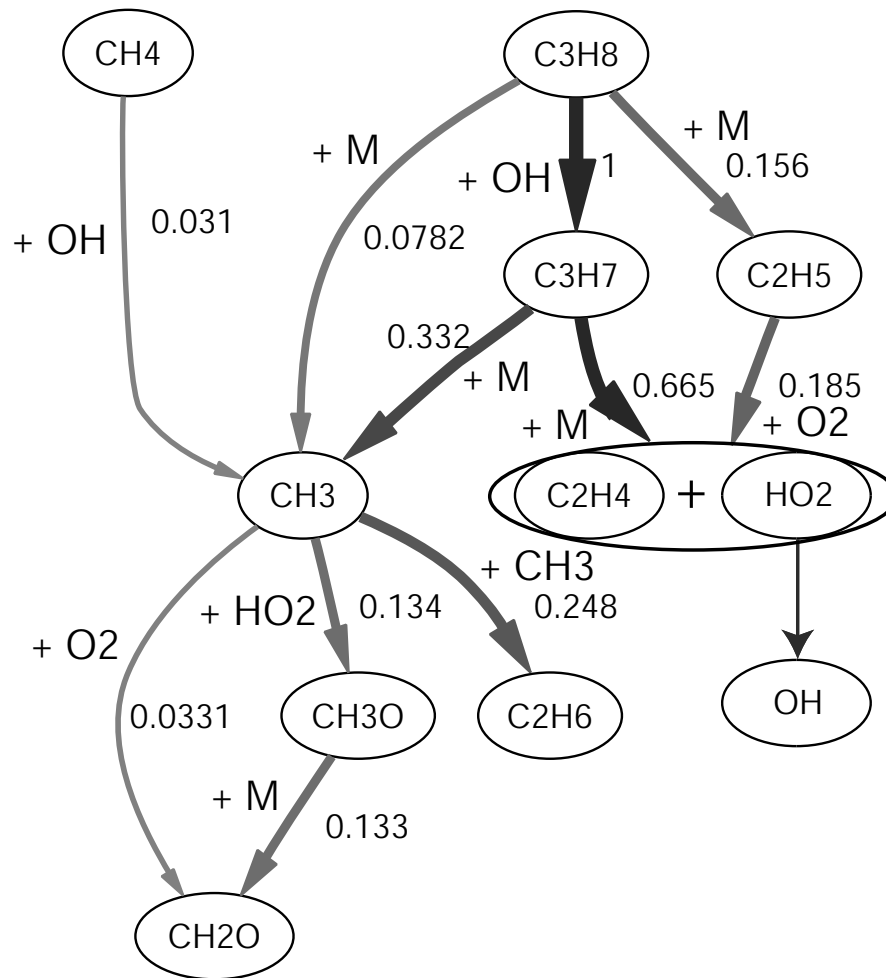 CH4
C3H8
+ M
+ M
+ OH
1
0.156
0.031
+ OH
0.0782
C3H7
C2H5
0.332
+ M
0.665
0.185
+ M
+ O2
CH3
C2H4
+
HO2
+ CH3
+ HO2
0.134
0.248
+ O2
0.0331
CH3O
C2H6
OH
+ M
0.133
CH2O